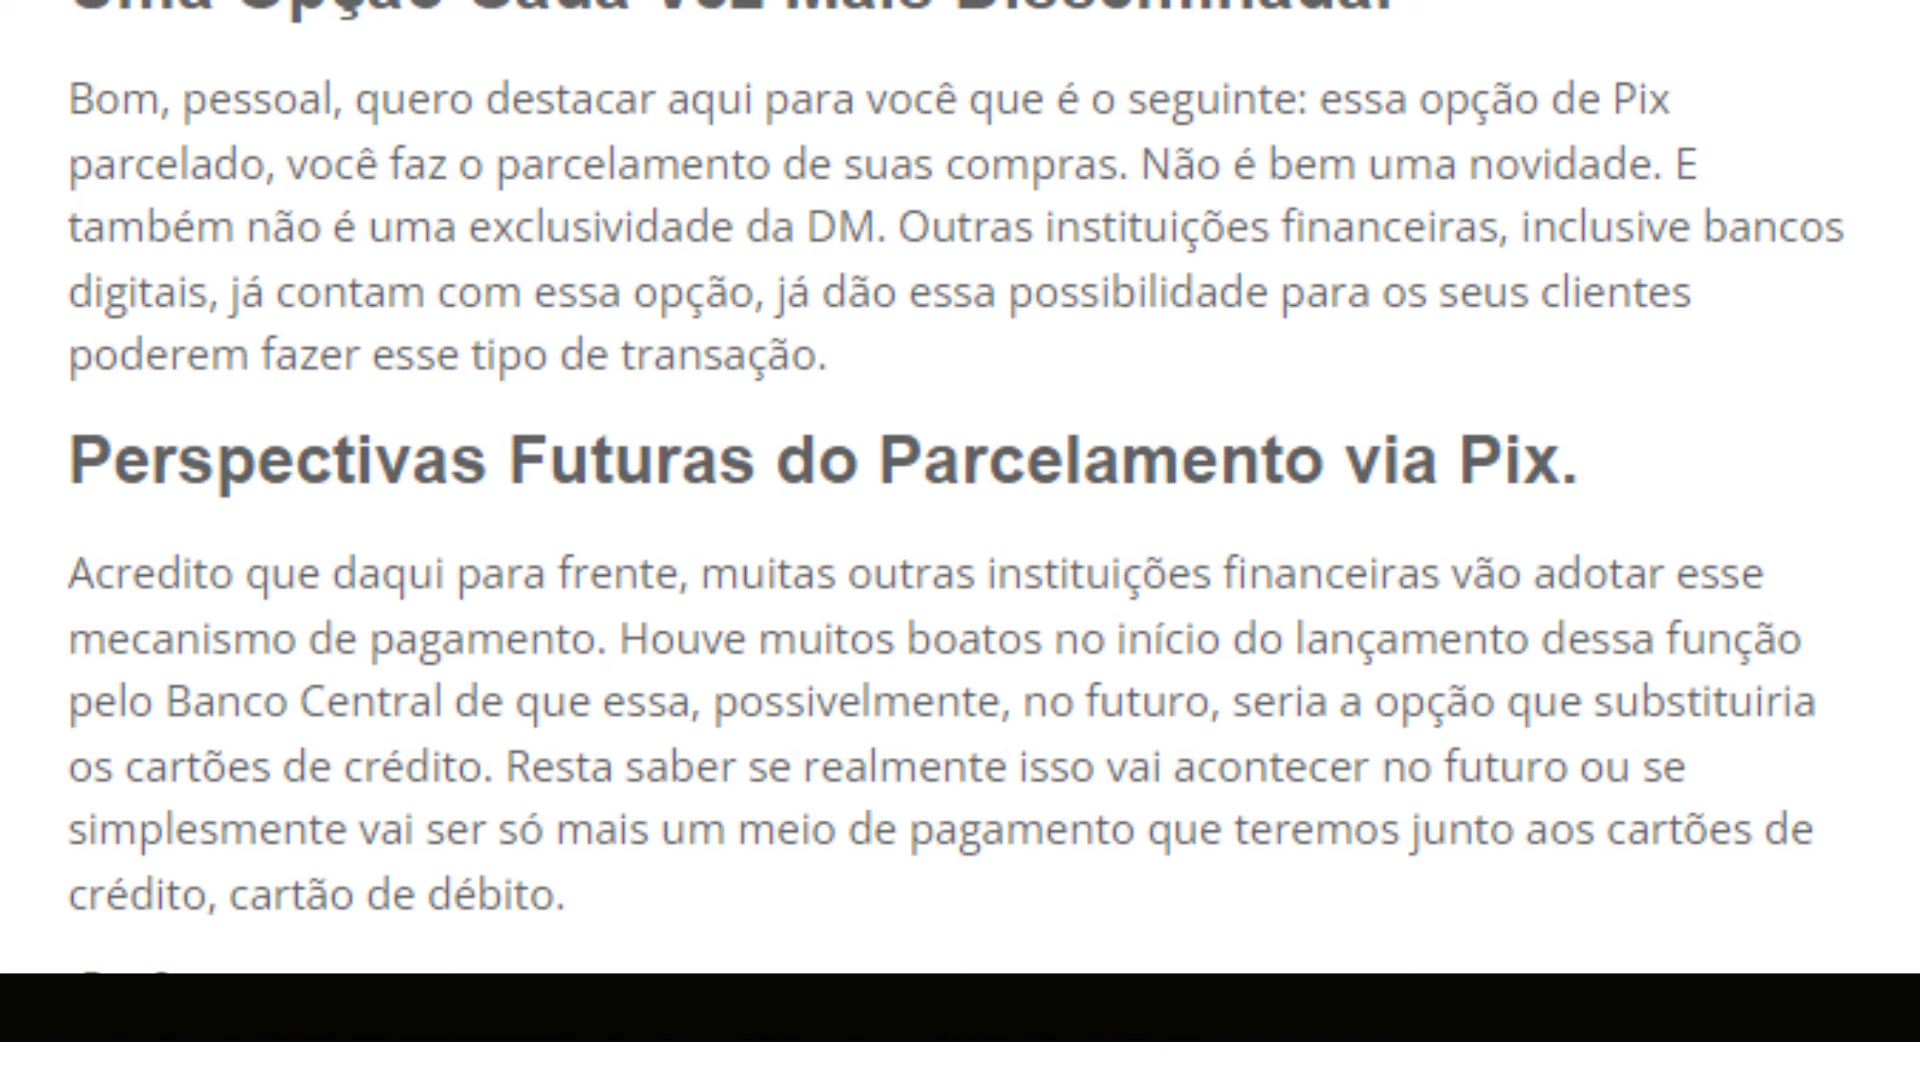 Uma Opção Cada Vez Mais Disseminada.
Bom, pessoal, quero destacar aqui para você que é o seguinte: essa opção de Pix
parcelado, você faz o parcelamento de suas compras. Não é bem uma novidade. E
também não é uma exclusividade da DM. Outras instituições financeiras, inclusive bancos
digitais, já contam com essa opção, já dão essa possibilidade para os seus clientes
poderem fazer esse tipo de transação.
Perspectivas Futuras do Parcelamento via Pix.
Acredito que daqui para frente, muitas outras instituições financeiras vão adotar esse
mecanismo de pagamento. Houve muitos boatos no início do lançamento dessa função
pelo Banco Central de que essa, possivelmente, no futuro, seria a opção que substituiria
os cartões de crédito. Resta saber se realmente isso vai acontecer no futuro ou se
simplesmente vai ser só mais um meio de pagamento que teremos junto aos cartões de
crédito, cartão de débito.